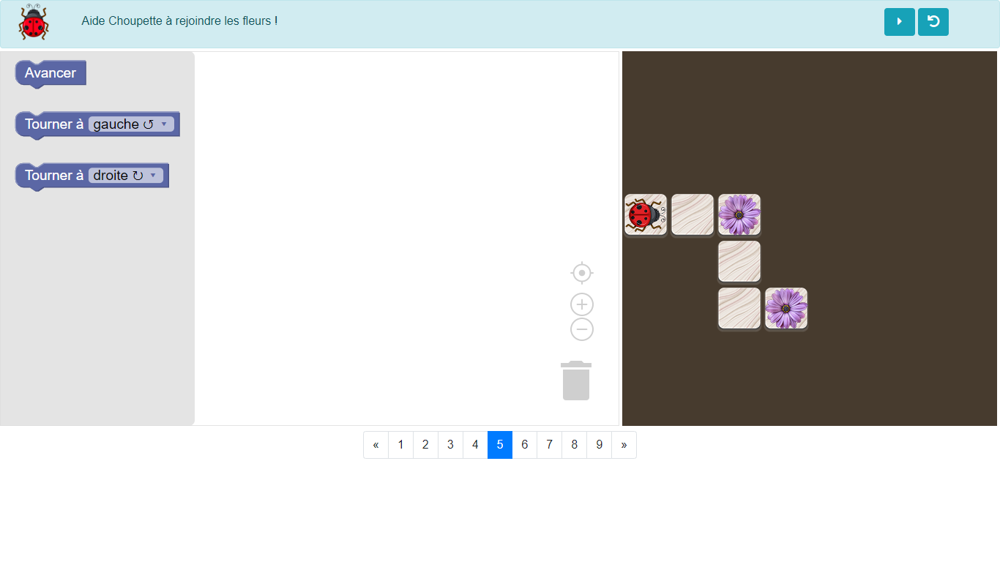 Aide Choupette à rejoindre les fleurs !
Avancer
Tourner à gauche ↺ ▾
Tourner à droite ↻ ▾
« 1 2 3 4 5 6 7 8 9 »